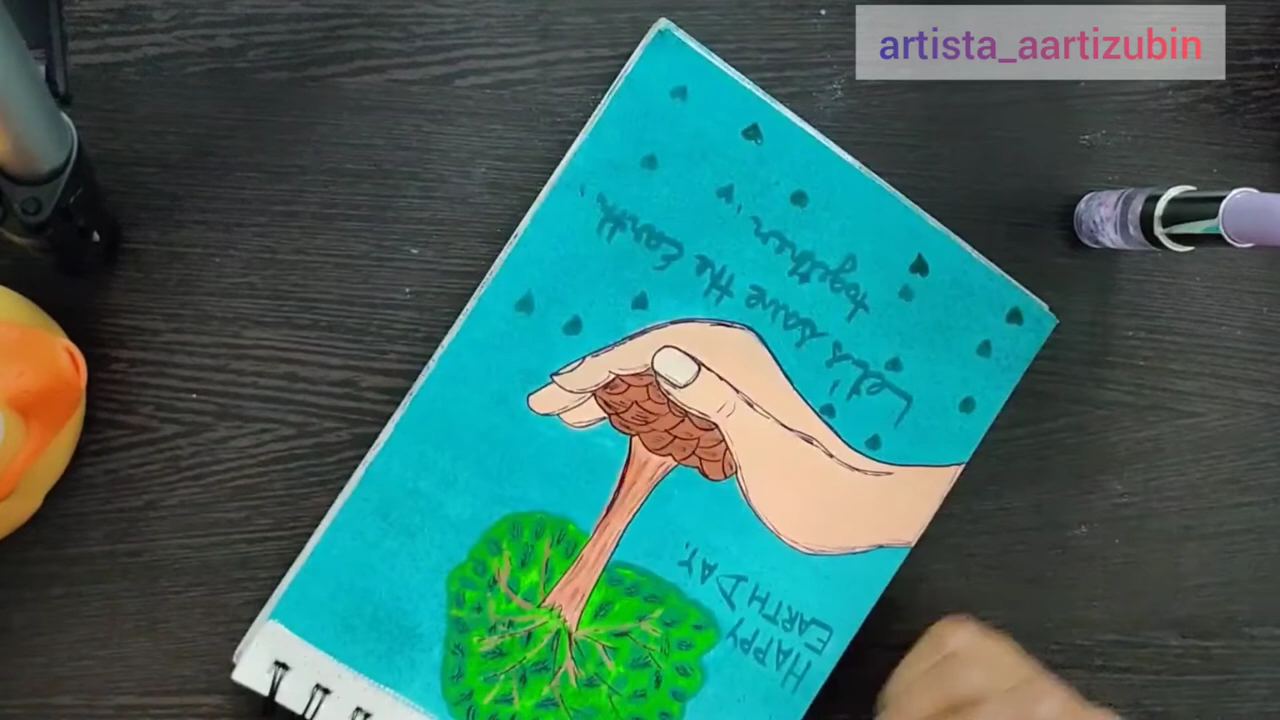 artista_aartizubin
HAPPY
EARTH DAY.
Let's save the Earth
together.